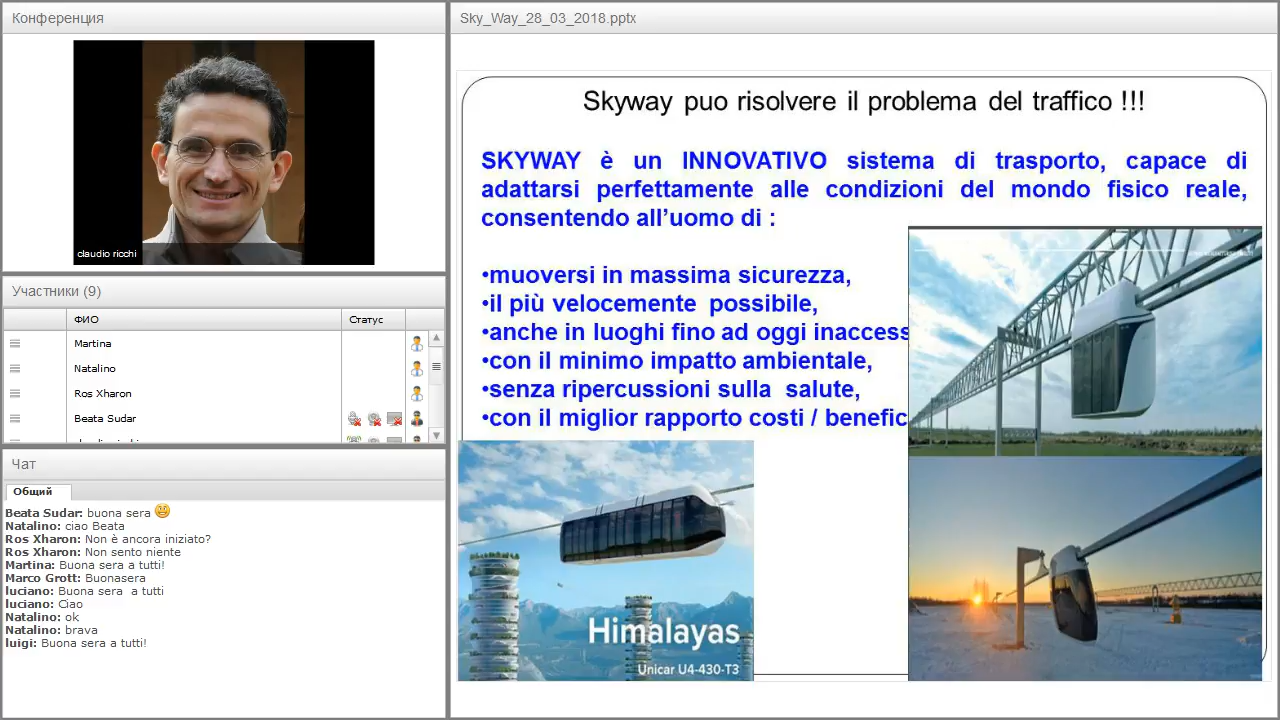 Конференция
claudio ricchi
Участники (9)
ФИО
Статус
Martina
Natalino
Ros Xharon
Beata Sudar
Чат
Общий
Beata Sudar: buona sera
Natalino: ciao Beata
Ros Xharon: Non è ancora iniziato?
Ros Xharon: Non sento niente
Martina: Buona sera a tutti!
Marco Grott: Buonasera
luciano: Buona sera a tutti
luciano: Ciao
Natalino: ok
Natalino: brava
luigi: Buona sera a tutti!
Sky_Way_28_03_2018.pptx
Skyway puo risolvere il problema del traffico !!!
SKYWAY è un INNOVATIVO sistema di trasporto, capace di
adattarsi perfettamente alle condizioni del mondo fisico reale,
consentendo all’uomo di :
•muoversi in massima sicurezza,
•il più velocemente possibile,
•anche in luoghi fino ad oggi inaccess
•con il minimo impatto ambientale,
•senza ripercussioni sulla salute,
•con il miglior rapporto costi / benefic
Himalayas
Unicar U4-430-T3